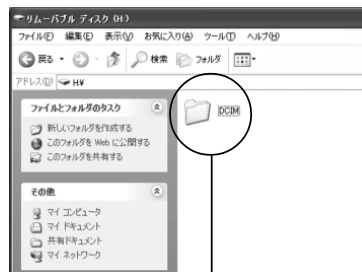 リムーバブル ディスク (H:)
ファイル(F) 編集(E) 表示(V) お気に入り(A) ツール(T) ヘルプ(H)
戻る 検索 フォルダ
アドレス(D) H¥
ファイルとフォルダのタスク
DCIM
新しいフォルダを作成する
このフォルダを Web に公開する
このフォルダを共有する
その他
マイ コンピュータ
マイ ドキュメント
共有ドキュメント
マイ ネットワーク